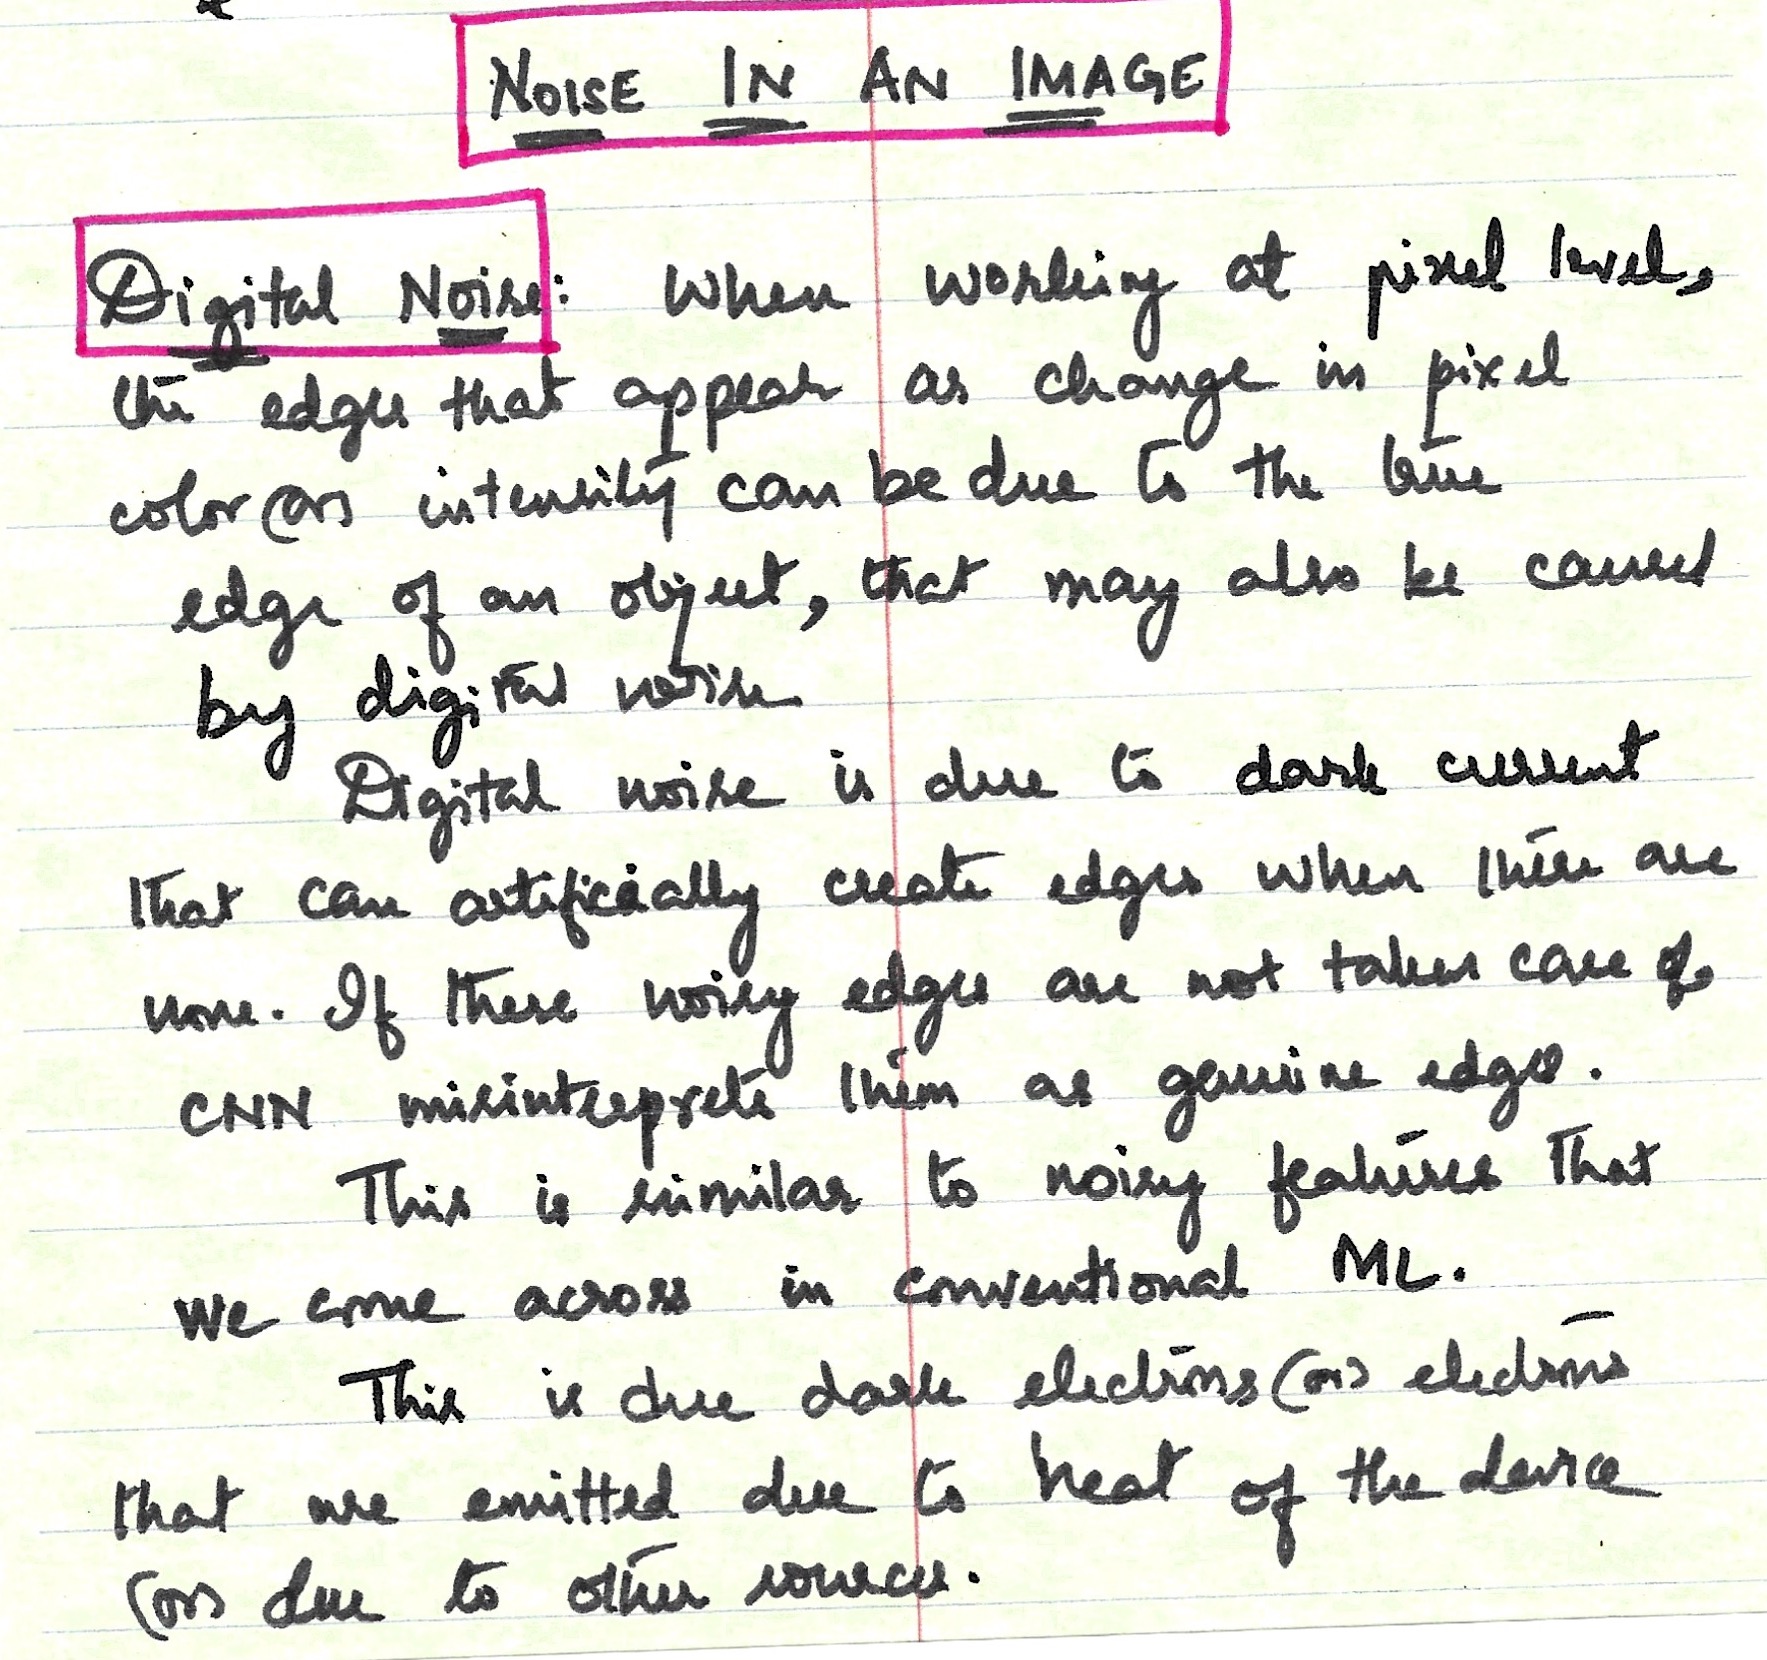 NOISE IN AN IMAGE
Digital Noise: When working at pixel level,
the edges that appear as change in pixel
color (or) intensity can be due to the true
edge of an object, that may also be caused
by digital noise
Digital noise is due to dark current
that can artificially create edges when there are
none. If these noisy edges are not taken care of,
CNN misinterprets them as genuine edges.
This is similar to noisy features that
we come across in conventional ML.
This is due dark electrons (or) electrons
that are emitted due to heat of the device
(or) due to other sources.